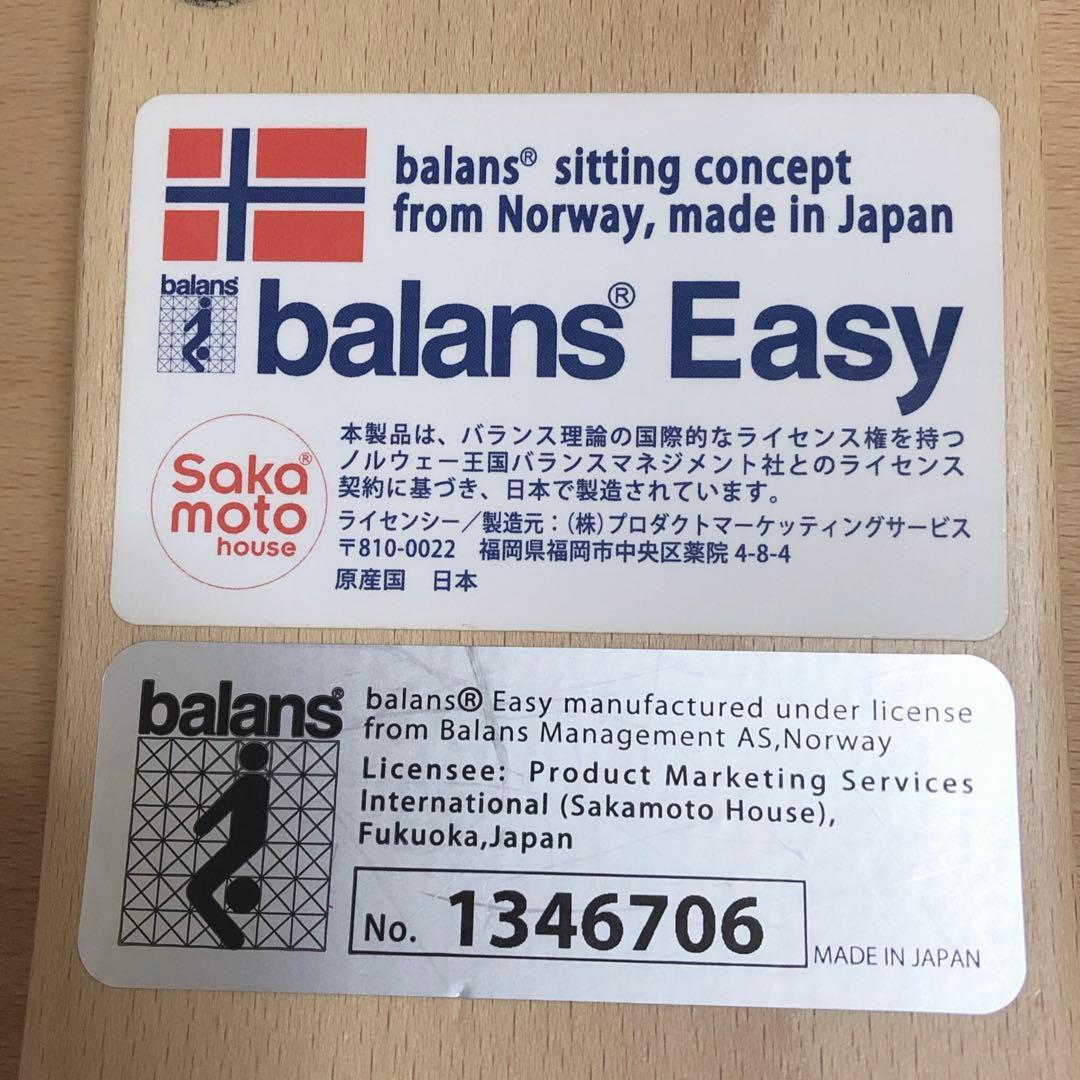 balans® sitting concept
from Norway, made in Japan
balans®
balans® Easy
Saka®
moto
house
本製品は、バランス理論の国際的なライセンス権を持つ
ノルウェー王国バランスマネジメント社とのライセンス
契約に基づき、日本で製造されています。
ライセンシー／製造元：（株）プロダクトマーケッティングサービス
〒810-0022　福岡県福岡市中央区薬院 4-8-4
原産国　日本
balans®
balans® Easy manufactured under license
from Balans Management AS,Norway
Licensee: Product Marketing Services
International (Sakamoto House),
Fukuoka,Japan
No. 1346706
MADE IN JAPAN